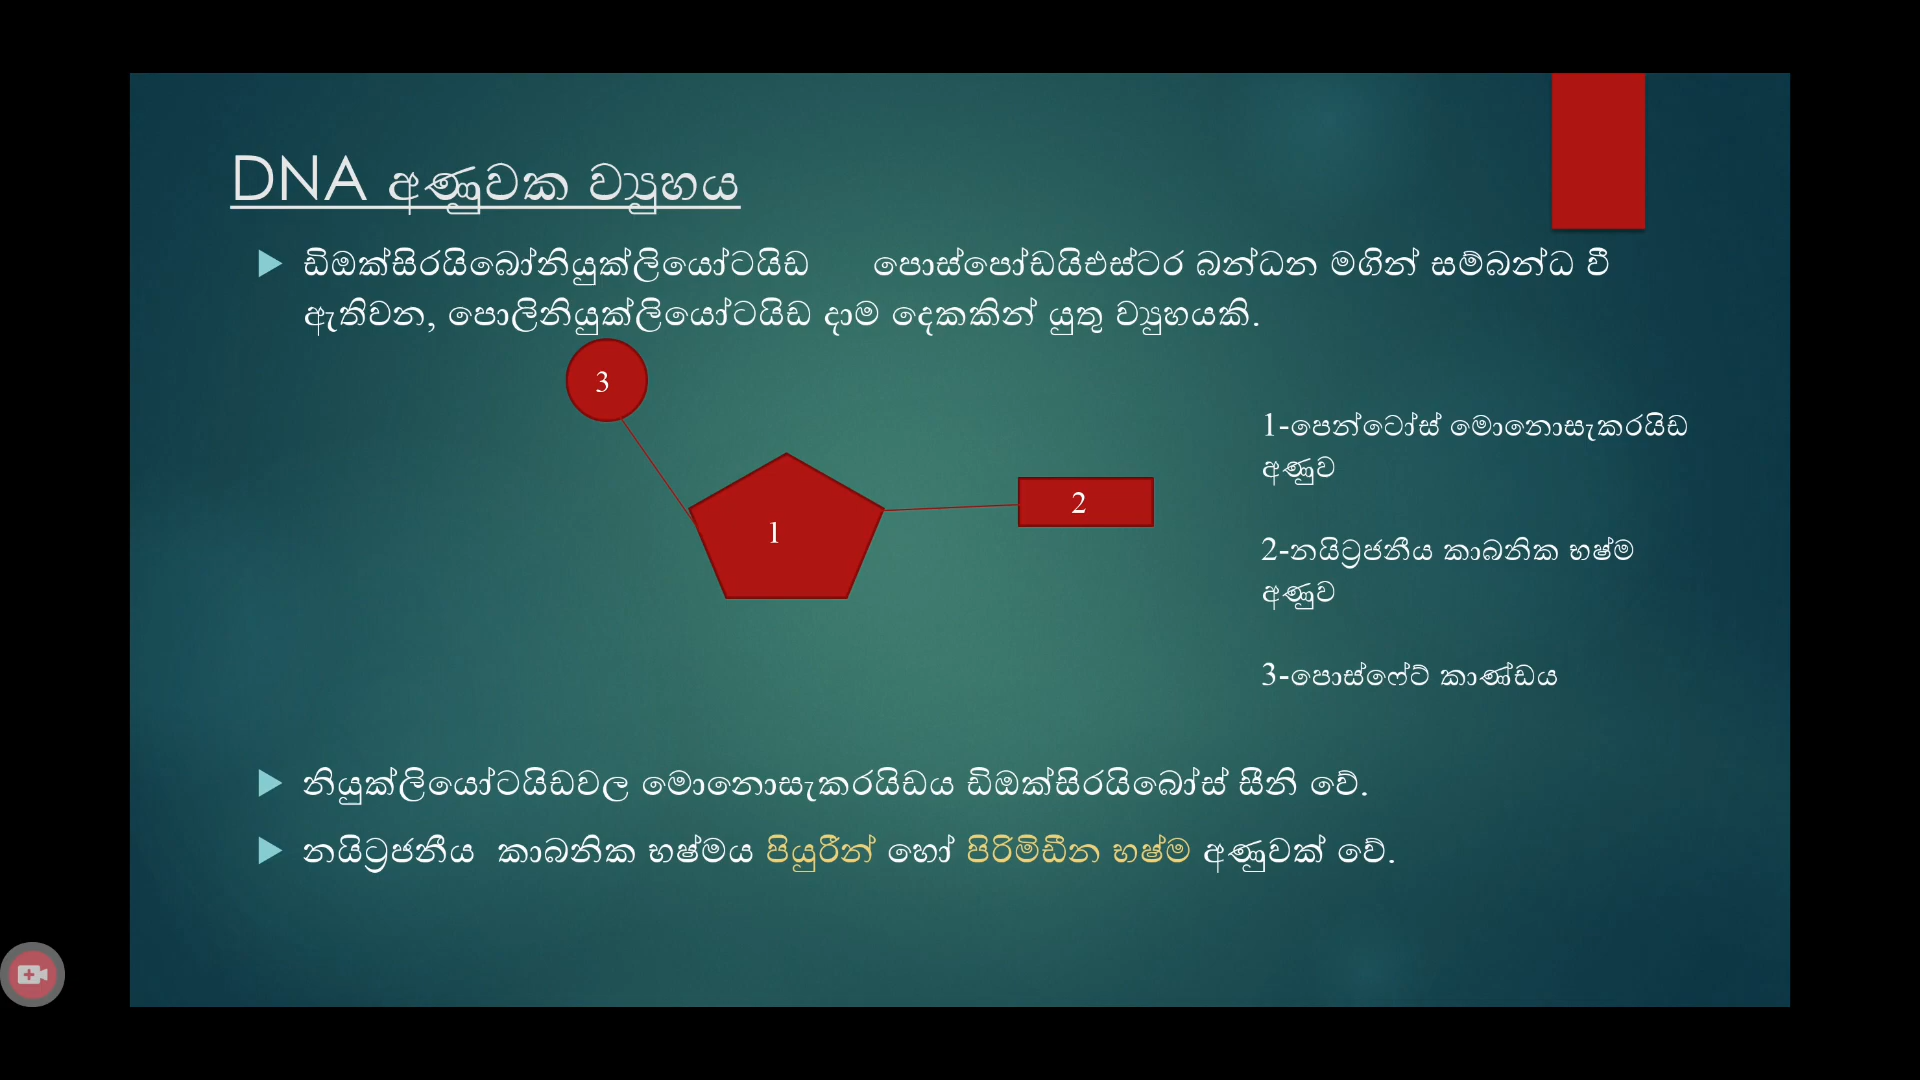 DNA අණුවක ව්‍යුහය
ඩිඔක්සිරයිබෝනියුක්ලියෝටයිඩ පොස්පෝඩයිඑස්ටර බන්ධන මගින් සම්බන්ධ වී
ඇතිවන, පොලිනියුක්ලියෝටයිඩ දාම දෙකකින් යුතු ව්‍යුහයකි.
3
1
2
1-පෙන්ටෝස් මොනොසැකරයිඩ
අණුව
2-නයිට්‍රජනීය කාබනික භෂ්ම
අණුව
3-පොස්ෆේට් කාණ්ඩය
නියුක්ලියෝටයිඩවල මොනොසැකරයිඩය ඩිඔක්සිරයිබෝස් සීනි වේ.
නයිට්‍රජනීය කාබනික භෂ්මය පියුරීන් හෝ පිරිමිඩීන භෂ්ම අණුවක් වේ.